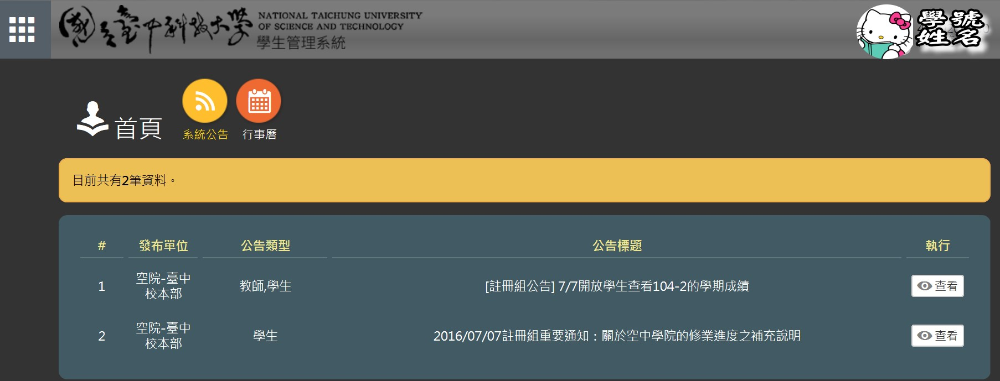 國立臺中科技大學
NATIONAL TAICHUNG UNIVERSITY
OF SCIENCE AND TECHNOLOGY
學生管理系統
學號
姓名
首頁
系統公告
行事曆
目前共有2筆資料。
# 發布單位 公告類型 公告標題 執行
1 空院-臺中校本部 教師,學生 [註冊組公告] 7/7開放學生查看104-2的學期成績 查看
2 空院-臺中校本部 學生 2016/07/07註冊組重要通知：關於空中學院的修業進度之補充說明 查看